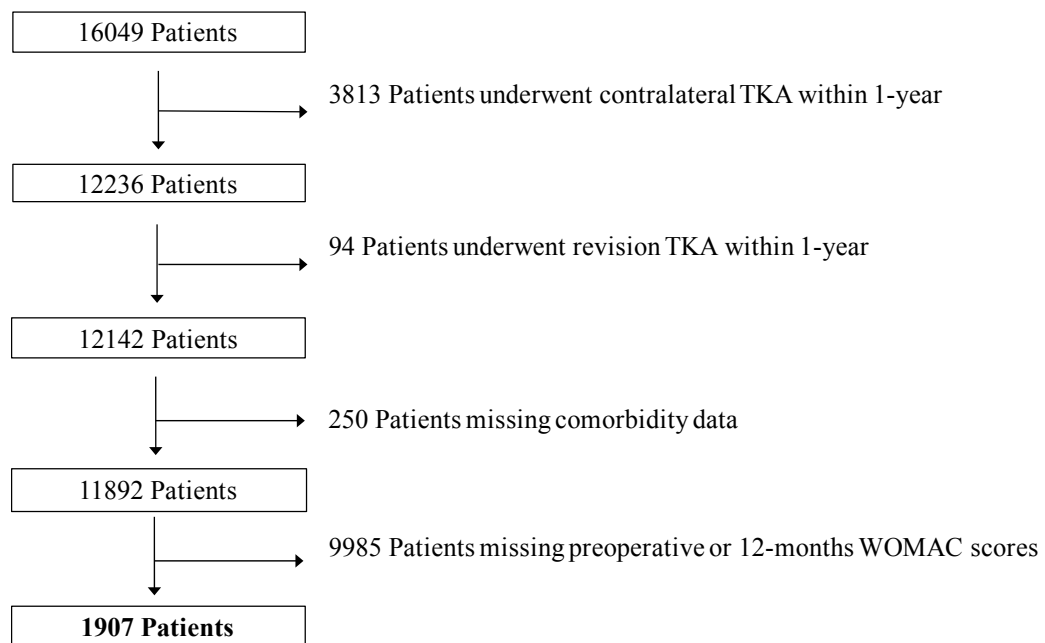 16049 Patients
3813 Patients underwent contralateral TKA within 1-year
12236 Patients
94 Patients underwent revision TKA within 1-year
12142 Patients
250 Patients missing comorbidity data
11892 Patients
9985 Patients missing preoperative or 12-months WOMAC scores
1907 Patients